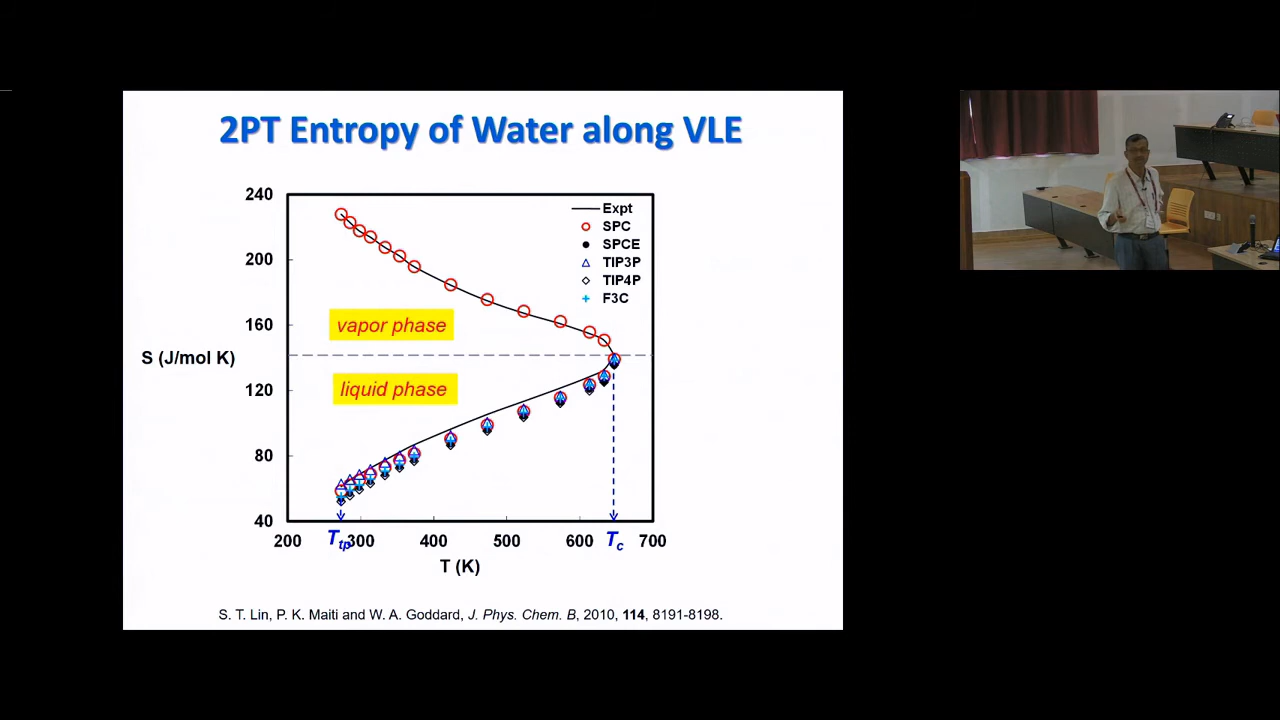 2PT Entropy of Water along VLE
240
200
160
120
80
40
S (J/mol K)
Expt
SPC
SPCE
TIP3P
TIP4P
F3C
vapor phase
liquid phase
Ttp
Tc
200 300 400 500 600 700
T (K)
S. T. Lin, P. K. Maiti and W. A. Goddard, J. Phys. Chem. B, 2010, 114, 8191-8198.